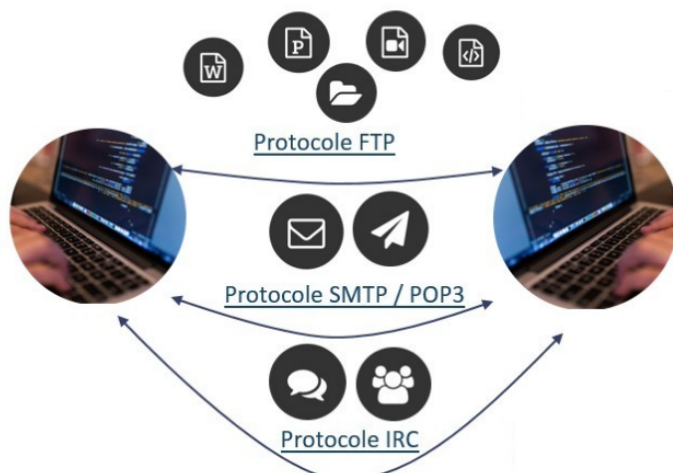 W
P
</>
Protocole FTP
Protocole SMTP / POP3
Protocole IRC